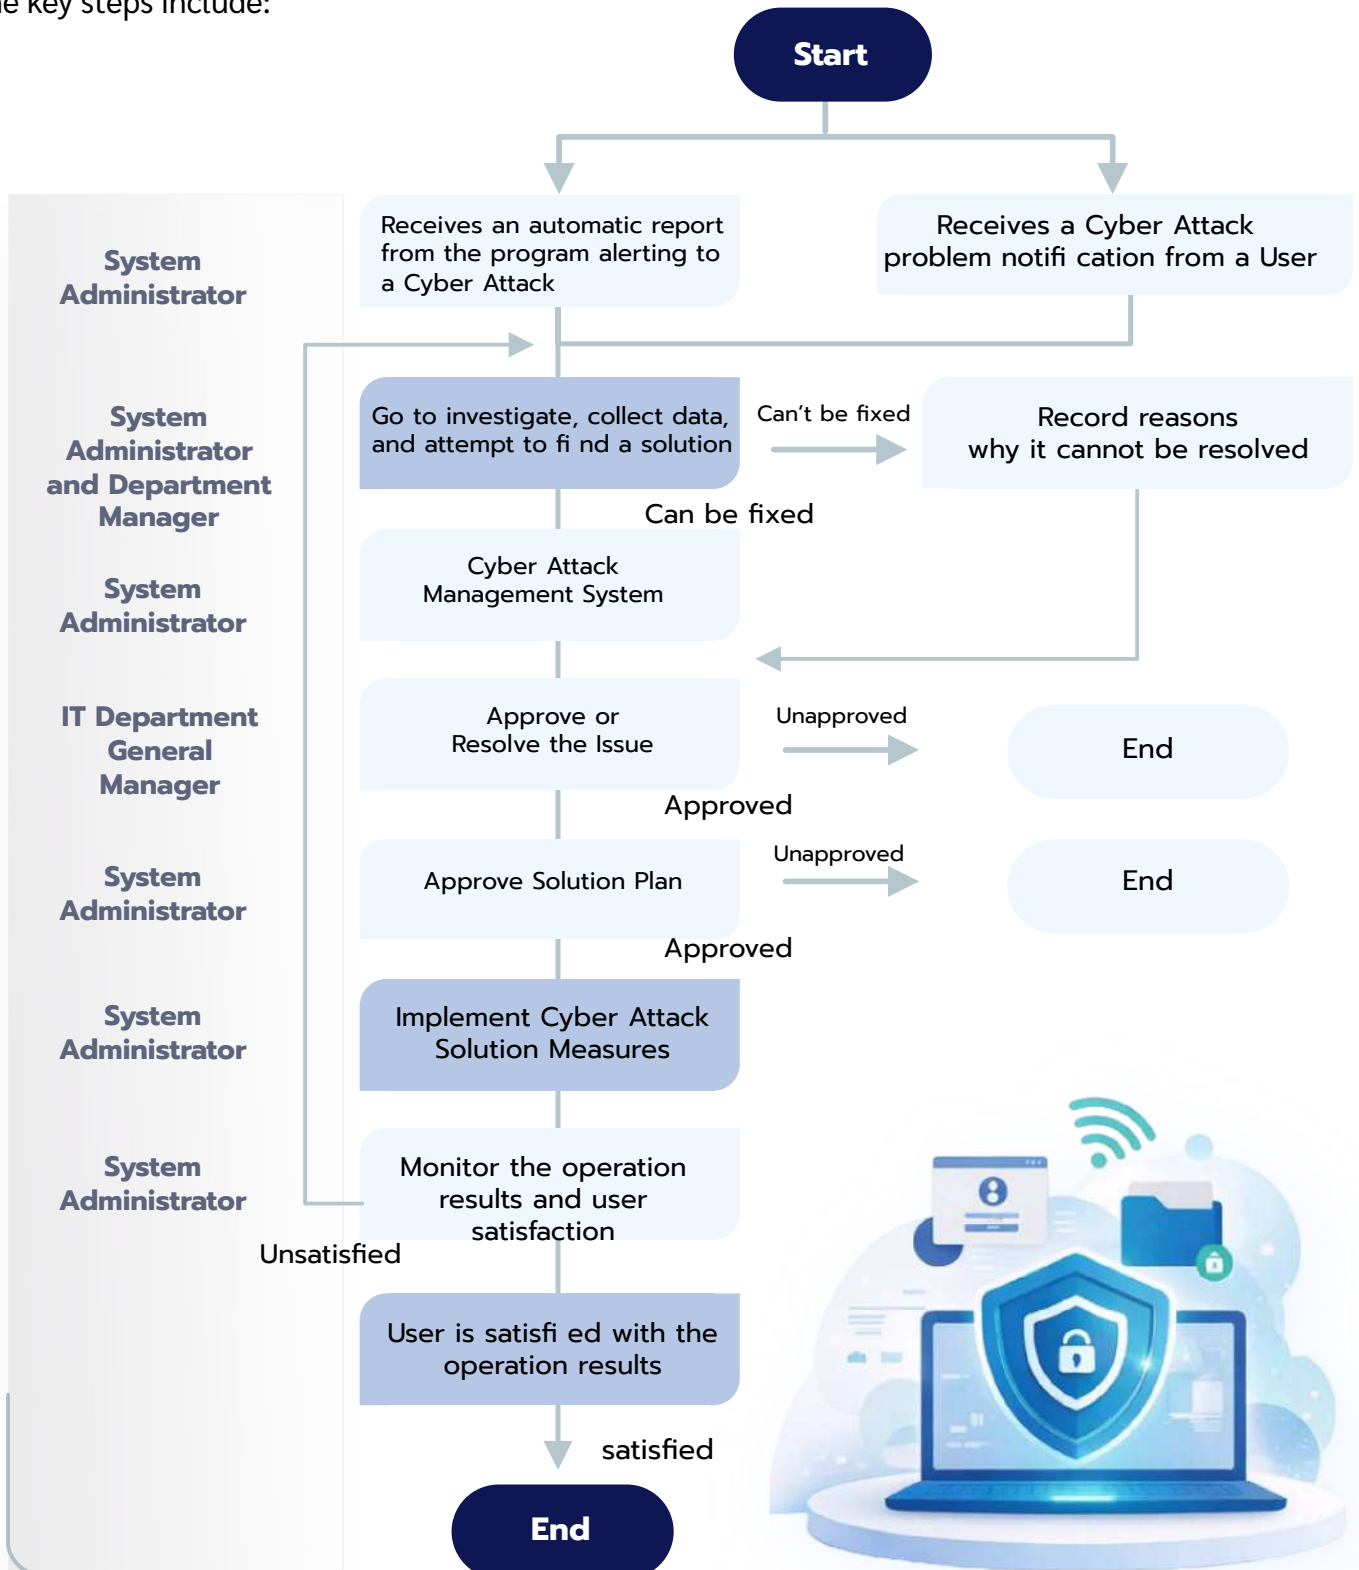 key steps include:
Start
System
Administrator
Receives an automatic report
from the program alerting to
a Cyber Attack
Receives a Cyber Attack
problem notifi cation from a User
System
Administrator
and Department
Manager
Go to investigate, collect data,
and attempt to fi nd a solution
Can't be fixed
Record reasons
why it cannot be resolved
Can be fixed
System
Administrator
Cyber Attack
Management System
IT Department
General
Manager
Approve or
Resolve the Issue
Unapproved
End
Approved
System
Administrator
Approve Solution Plan
Unapproved
End
Approved
System
Administrator
Implement Cyber Attack
Solution Measures
System
Administrator
Monitor the operation
results and user
satisfaction
Unsatisfied
User is satisfi ed with the
operation results
satisfied
End